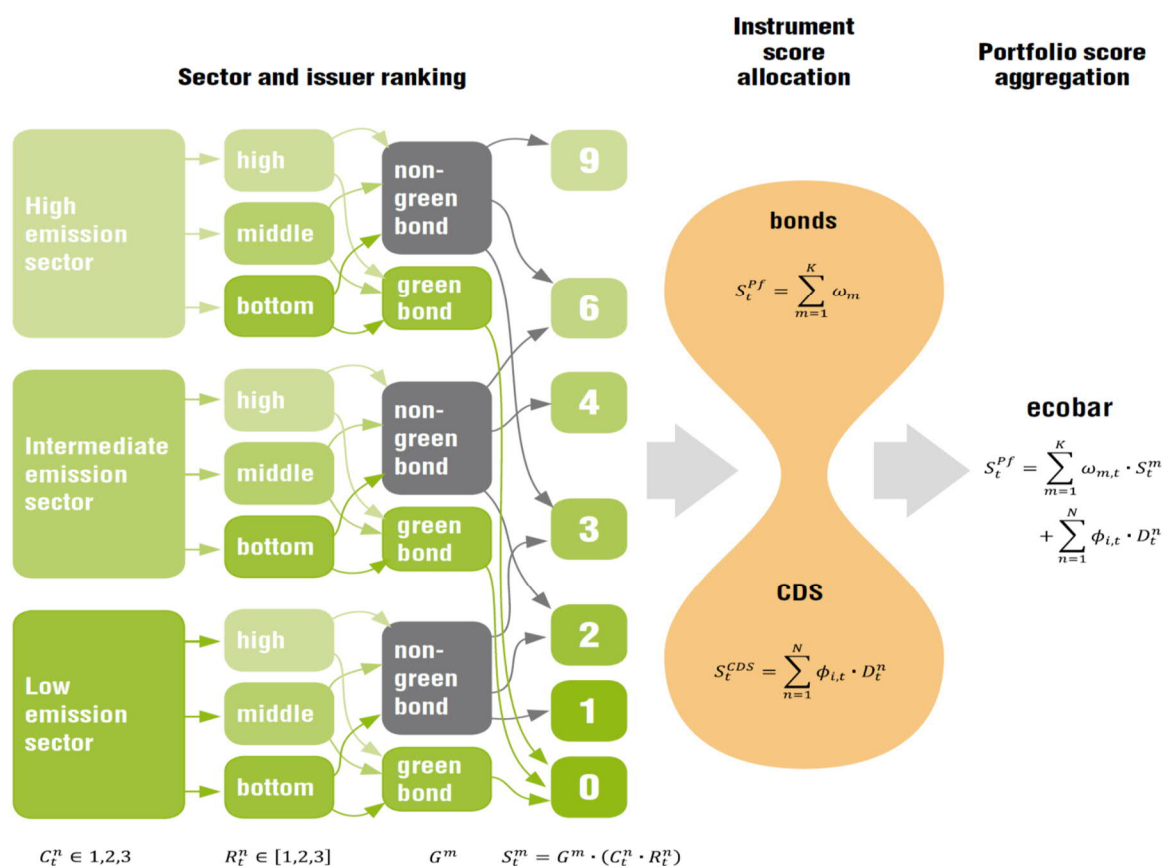 Sector and issuer ranking
Instrument
score
allocation
Portfolio score
aggregation
High
emission
sector
high
middle
bottom
non-
green
bond
green
bond
9
6
Intermediate
emission
sector
high
middle
bottom
non-
green
bond
green
bond
4
3
Low
emission
sector
high
middle
bottom
non-
green
bond
green
bond
2
1
0
bonds
$S_t^{Pf} = \sum_{m=1}^{K} \omega_m$
CDS
$S_t^{CDS} = \sum_{n=1}^{N} \phi_{i,t} \cdot D_t^n$
ecobar
$S_t^{Pf} = \sum_{m=1}^{K} \omega_{m,t} \cdot S_t^m$
$+ \sum_{n=1}^{N} \phi_{i,t} \cdot D_t^n$
$C_t^n \in 1,2,3$
$R_t^n \in [1,2,3]$
$G^m$
$S_t^m = G^m \cdot (C_t^n \cdot R_t^n)$